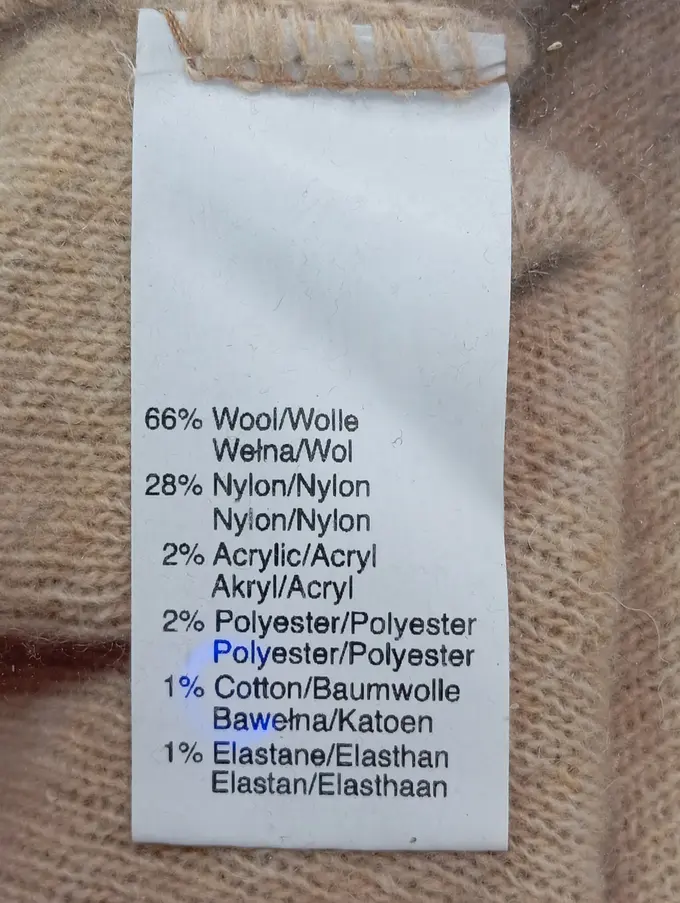 66% Wool/Wolle
Wełna/Wol
28% Nylon/Nylon
Nylon/Nylon
2% Acrylic/Acryl
Akryl/Acryl
2% Polyester/Polyester
Polyester/Polyester
1% Cotton/Baumwolle
Bawełna/Katoen
1% Elastane/Elasthan
Elastan/Elasthaan